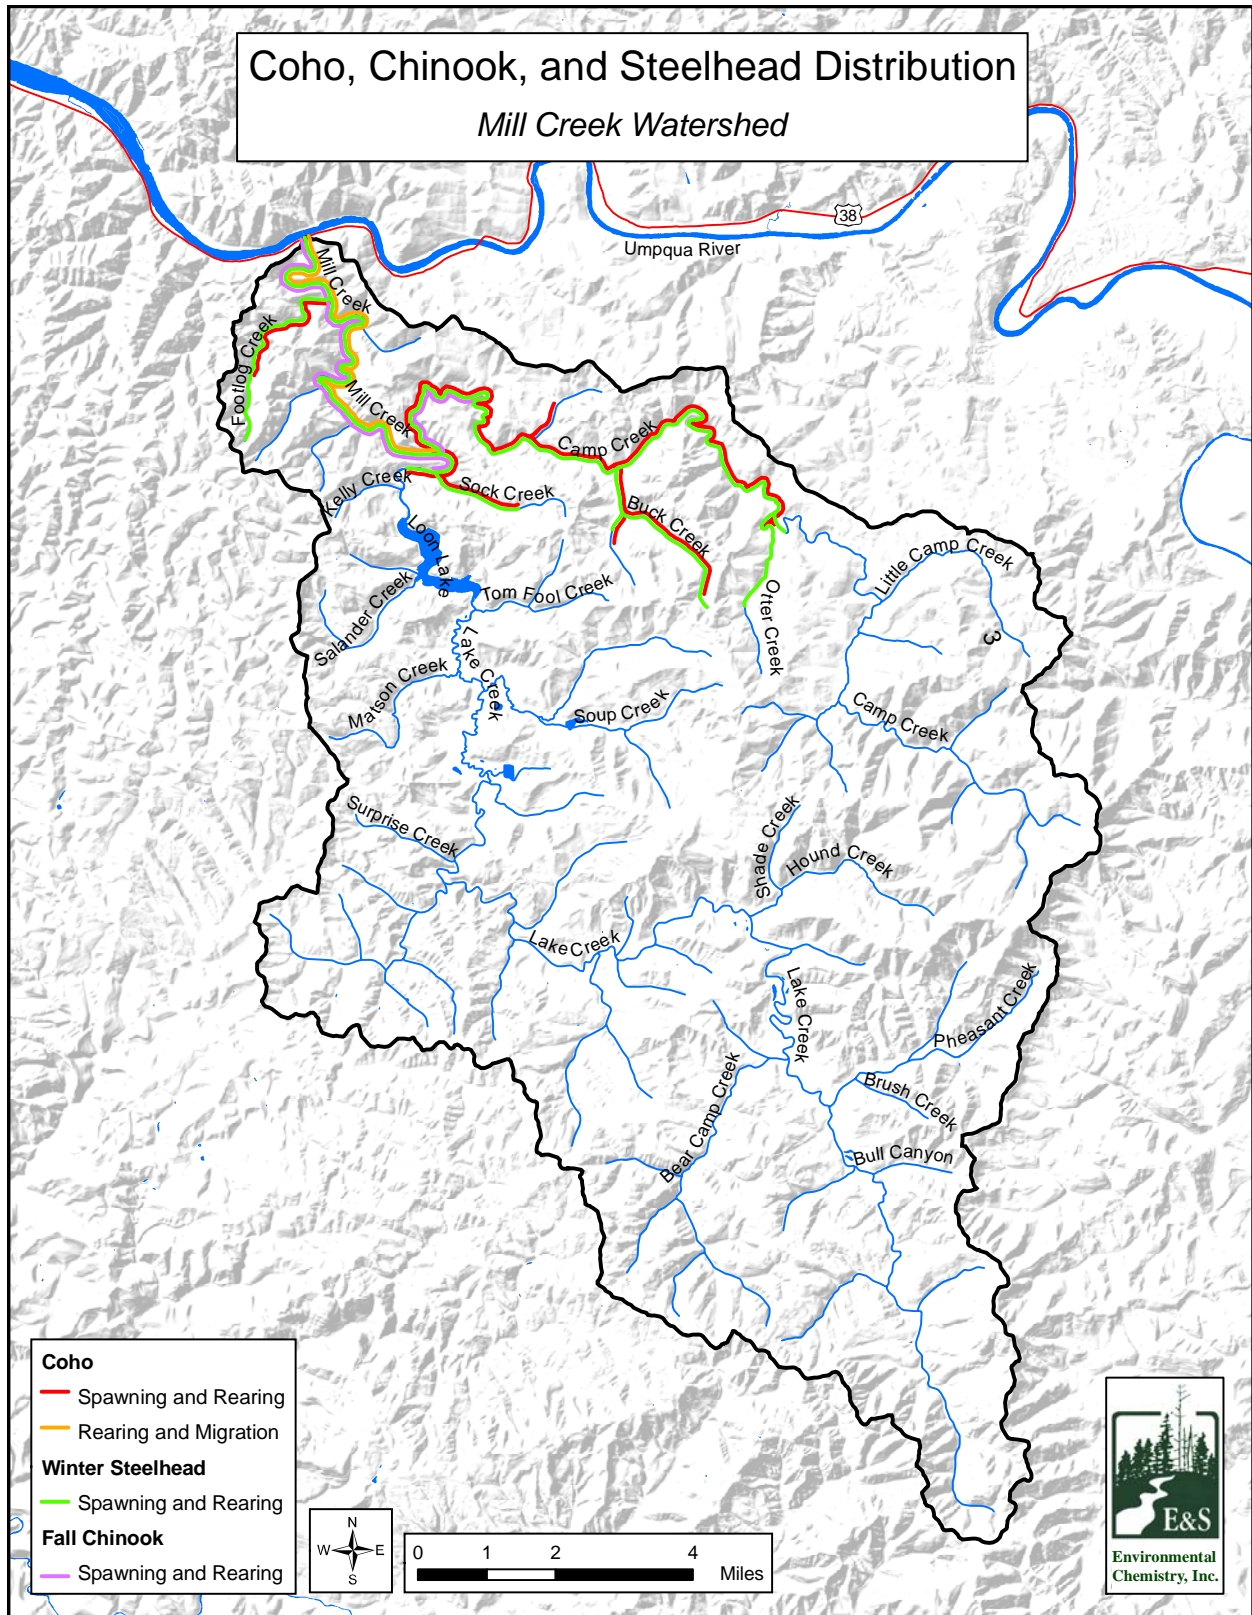 Coho, Chinook, and Steelhead Distribution
Mill Creek Watershed
38
Umpqua River
Mill Creek
Footlog Creek
Mill Creek
Camp Creek
Kelly Creek
Sock Creek
Buck Creek
Loon Lake
Little Camp Creek
Tom Fool Creek
Salander Creek
Otter Creek
3
Lake Creek
Matson Creek
Soup Creek
Camp Creek
Surprise Creek
Shade Creek
Hound Creek
Lake Creek
Lake Creek
Pheasant Creek
Bear Camp Creek
Brush Creek
Bull Canyon
Coho
Spawning and Rearing
Rearing and Migration
Winter Steelhead
Spawning and Rearing
Fall Chinook
Spawning and Rearing
N
W E
S
0 1 2 4
Miles
E&S
Environmental
Chemistry, Inc.